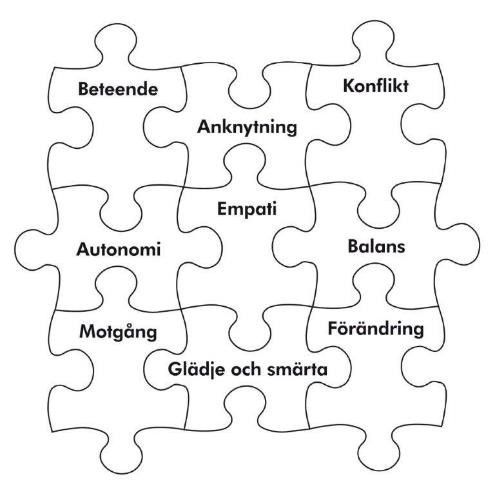 Beteende
Anknytning
Konflikt
Autonomi
Empati
Balans
Motgång
Glädje och smärta
Förändring